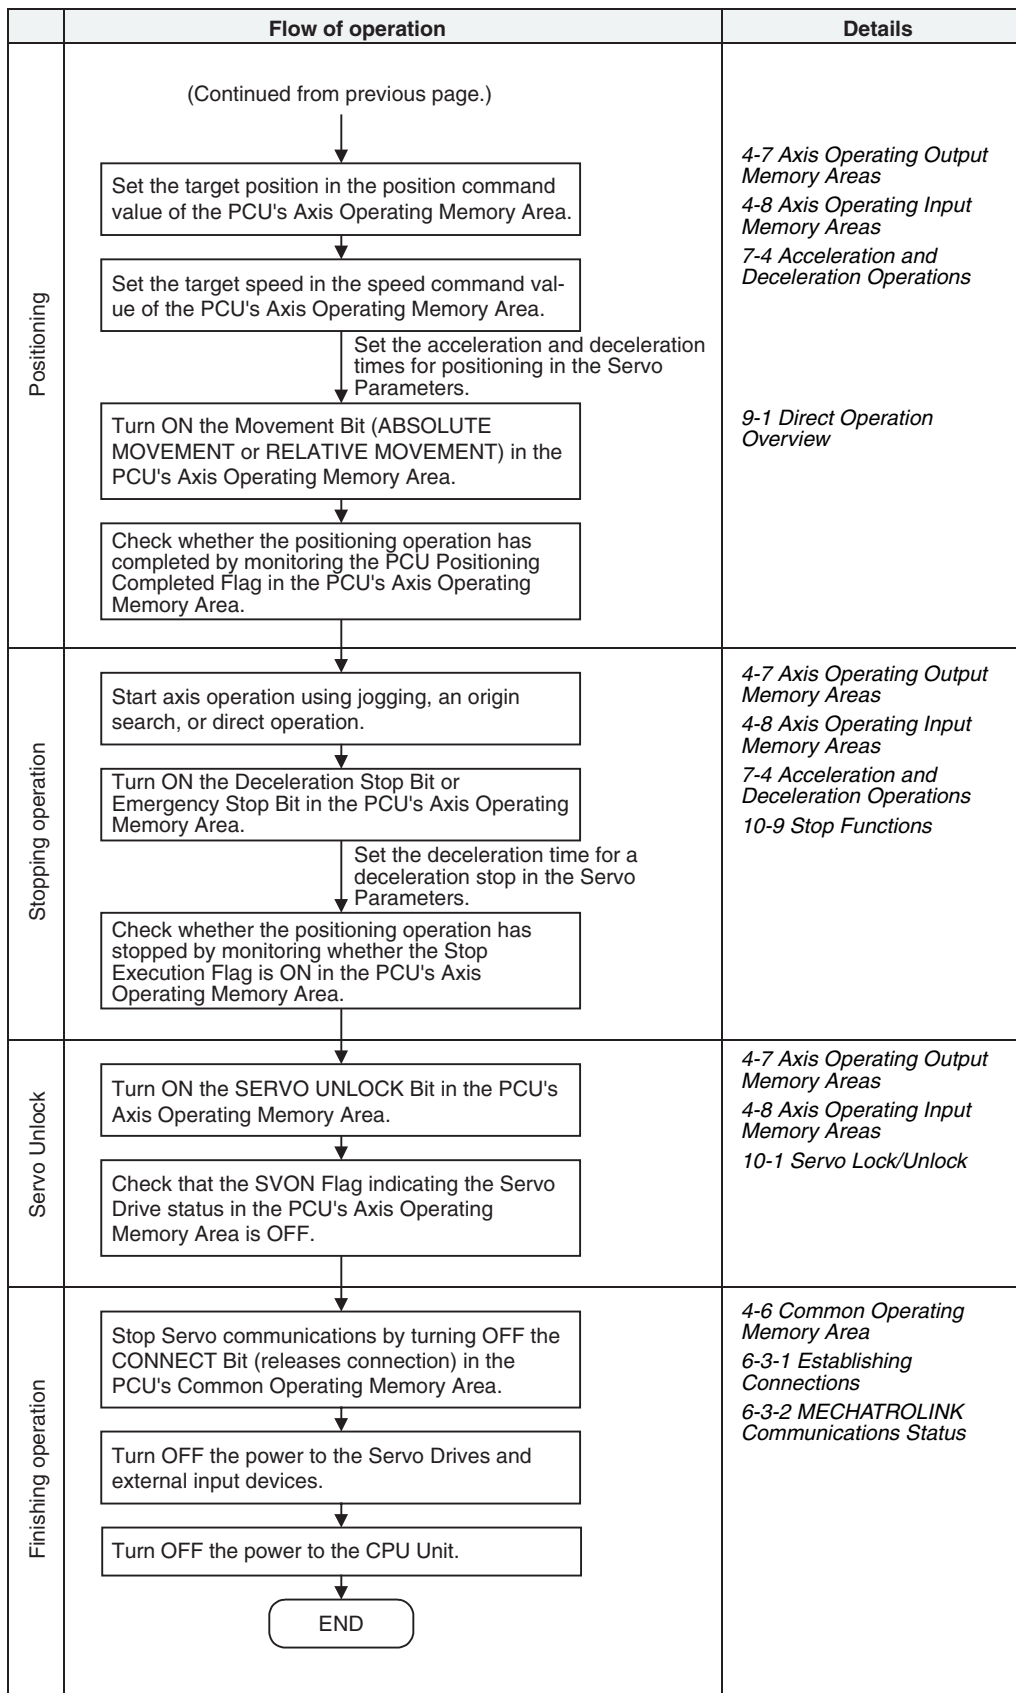 Flow of operation
Details
Positioning
(Continued from previous page.)
Set the target position in the position command
value of the PCU's Axis Operating Memory Area.
Set the target speed in the speed command val-
ue of the PCU's Axis Operating Memory Area.
Set the acceleration and deceleration
times for positioning in the Servo
Parameters.
Turn ON the Movement Bit (ABSOLUTE
MOVEMENT or RELATIVE MOVEMENT) in the
PCU's Axis Operating Memory Area.
Check whether the positioning operation has
completed by monitoring the PCU Positioning
Completed Flag in the PCU's Axis Operating
Memory Area.
4-7 Axis Operating Output
Memory Areas
4-8 Axis Operating Input
Memory Areas
7-4 Acceleration and
Deceleration Operations
9-1 Direct Operation
Overview
Stopping operation
Start axis operation using jogging, an origin
search, or direct operation.
Turn ON the Deceleration Stop Bit or
Emergency Stop Bit in the PCU's Axis Operating
Memory Area.
Set the deceleration time for a
deceleration stop in the Servo
Parameters.
Check whether the positioning operation has
stopped by monitoring whether the Stop
Execution Flag is ON in the PCU's Axis
Operating Memory Area.
4-7 Axis Operating Output
Memory Areas
4-8 Axis Operating Input
Memory Areas
7-4 Acceleration and
Deceleration Operations
10-9 Stop Functions
Servo Unlock
Turn ON the SERVO UNLOCK Bit in the PCU's
Axis Operating Memory Area.
Check that the SVON Flag indicating the Servo
Drive status in the PCU's Axis Operating
Memory Area is OFF.
4-7 Axis Operating Output
Memory Areas
4-8 Axis Operating Input
Memory Areas
10-1 Servo Lock/Unlock
Finishing operation
Stop Servo communications by turning OFF the
CONNECT Bit (releases connection) in the
PCU's Common Operating Memory Area.
Turn OFF the power to the Servo Drives and
external input devices.
Turn OFF the power to the CPU Unit.
END
4-6 Common Operating
Memory Area
6-3-1 Establishing
Connections
6-3-2 MECHATROLINK
Communications Status